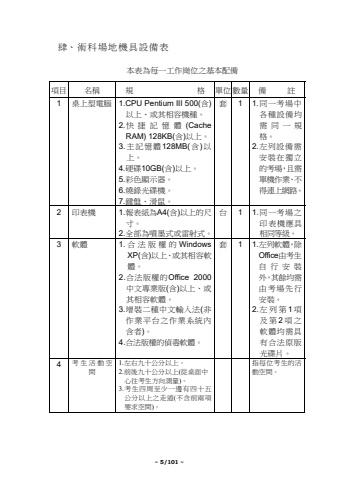 肆、術科場地機具設備表
本表為每一工作崗位之基本配備
項目 名稱 規 格 單位 數量 備 註
1 桌上型電腦 套 1
1.CPU Pentium III 500(含)
以上、或其相容機種。
2.快捷記憶體(Cache
RAM) 128KB(含)以上。
3.主記憶體128MB(含)以
上。
4.硬碟10GB(含)以上。
5.彩色顯示器。
6.燒錄光碟機。
7.鍵盤、滑鼠。
1.同一考場中
各種設備均
需同一規
格。
2.左列設備需
安裝在獨立
的考場,且需
單機作業、不
得連上網路。
2 印表機 台 1
1.報表紙為A4(含)以上的尺
寸。
2.全部為噴墨式或雷射式。
1.同一考場之
印表機應具
相同等級。
3 軟體 套 1
1.合法版權的Windows
XP(含)以上、或其相容軟
體。
2.合法版權的Office 2000
中文專業版(含)以上、或
其相容軟體。
3.增裝二種中文輸入法(非
作業平台之作業系統內
含者)。
4.合法版權的偵毒軟體。
1.左列軟體,除
Office由考生
自行安裝
外,其餘均需
由考場先行
安裝。
2.左列第1項
及第2項之
軟體均需具
有合法原版
光碟片。
4 考生活動空
間
1.左右九十公分以上。
2.前後九十公分以上(從桌面中
心往考生方向測量)。
3.考生四周至少一邊有四十五
公分以上之走道(不含前兩項
要求空間)。
指每位考生的活
動空間。
~ 5/101 ~